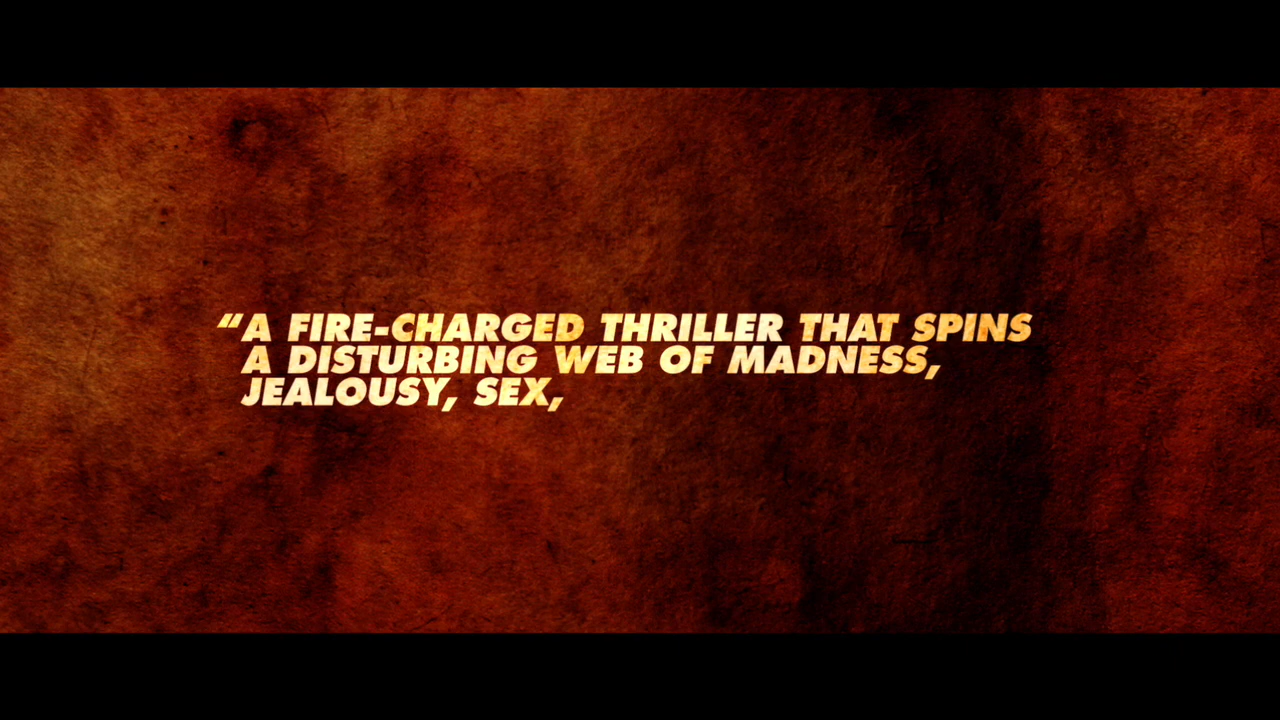 “A FIRE-CHARGED THRILLER THAT SPINS
A DISTURBING WEB OF MADNESS,
JEALOUSY, SEX,